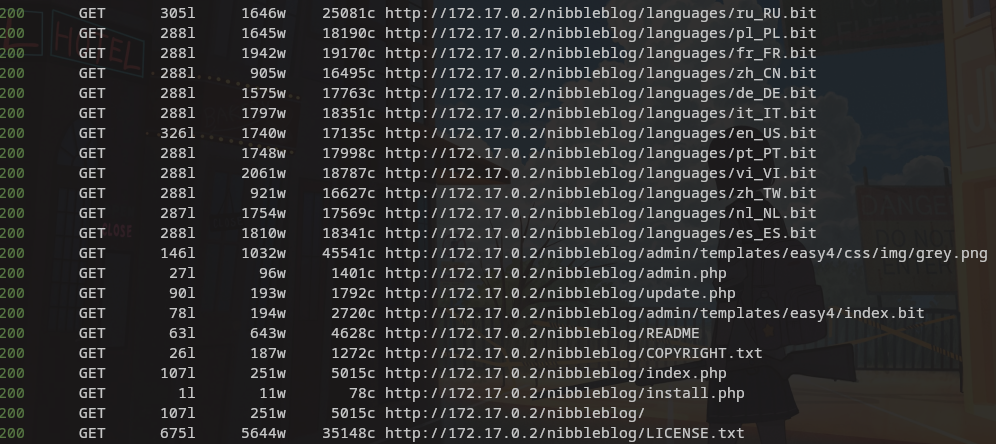 200 GET 305l 1646w 25081c http://172.17.0.2/nibbleblog/languages/ru_RU.bit
200 GET 288l 1645w 18190c http://172.17.0.2/nibbleblog/languages/pl_PL.bit
200 GET 288l 1942w 19170c http://172.17.0.2/nibbleblog/languages/fr_FR.bit
200 GET 288l 905w 16495c http://172.17.0.2/nibbleblog/languages/zh_CN.bit
200 GET 288l 1575w 17763c http://172.17.0.2/nibbleblog/languages/de_DE.bit
200 GET 288l 1797w 18351c http://172.17.0.2/nibbleblog/languages/it_IT.bit
200 GET 326l 1740w 17135c http://172.17.0.2/nibbleblog/languages/en_US.bit
200 GET 288l 1748w 17998c http://172.17.0.2/nibbleblog/languages/pt_PT.bit
200 GET 288l 2061w 18787c http://172.17.0.2/nibbleblog/languages/vi_VI.bit
200 GET 288l 921w 16627c http://172.17.0.2/nibbleblog/languages/zh_TW.bit
200 GET 287l 1754w 17569c http://172.17.0.2/nibbleblog/languages/nl_NL.bit
200 GET 288l 1810w 18341c http://172.17.0.2/nibbleblog/languages/es_ES.bit
200 GET 146l 1032w 45541c http://172.17.0.2/nibbleblog/admin/templates/easy4/css/img/grey.png
200 GET 27l 96w 1401c http://172.17.0.2/nibbleblog/admin.php
200 GET 90l 193w 1792c http://172.17.0.2/nibbleblog/update.php
200 GET 78l 194w 2720c http://172.17.0.2/nibbleblog/admin/templates/easy4/index.bit
200 GET 63l 643w 4628c http://172.17.0.2/nibbleblog/README
200 GET 26l 187w 1272c http://172.17.0.2/nibbleblog/COPYRIGHT.txt
200 GET 107l 251w 5015c http://172.17.0.2/nibbleblog/index.php
200 GET 1l 11w 78c http://172.17.0.2/nibbleblog/install.php
200 GET 107l 251w 5015c http://172.17.0.2/nibbleblog/
200 GET 675l 5644w 35148c http://172.17.0.2/nibbleblog/LICENSE.txt
HOTEL
DANGER